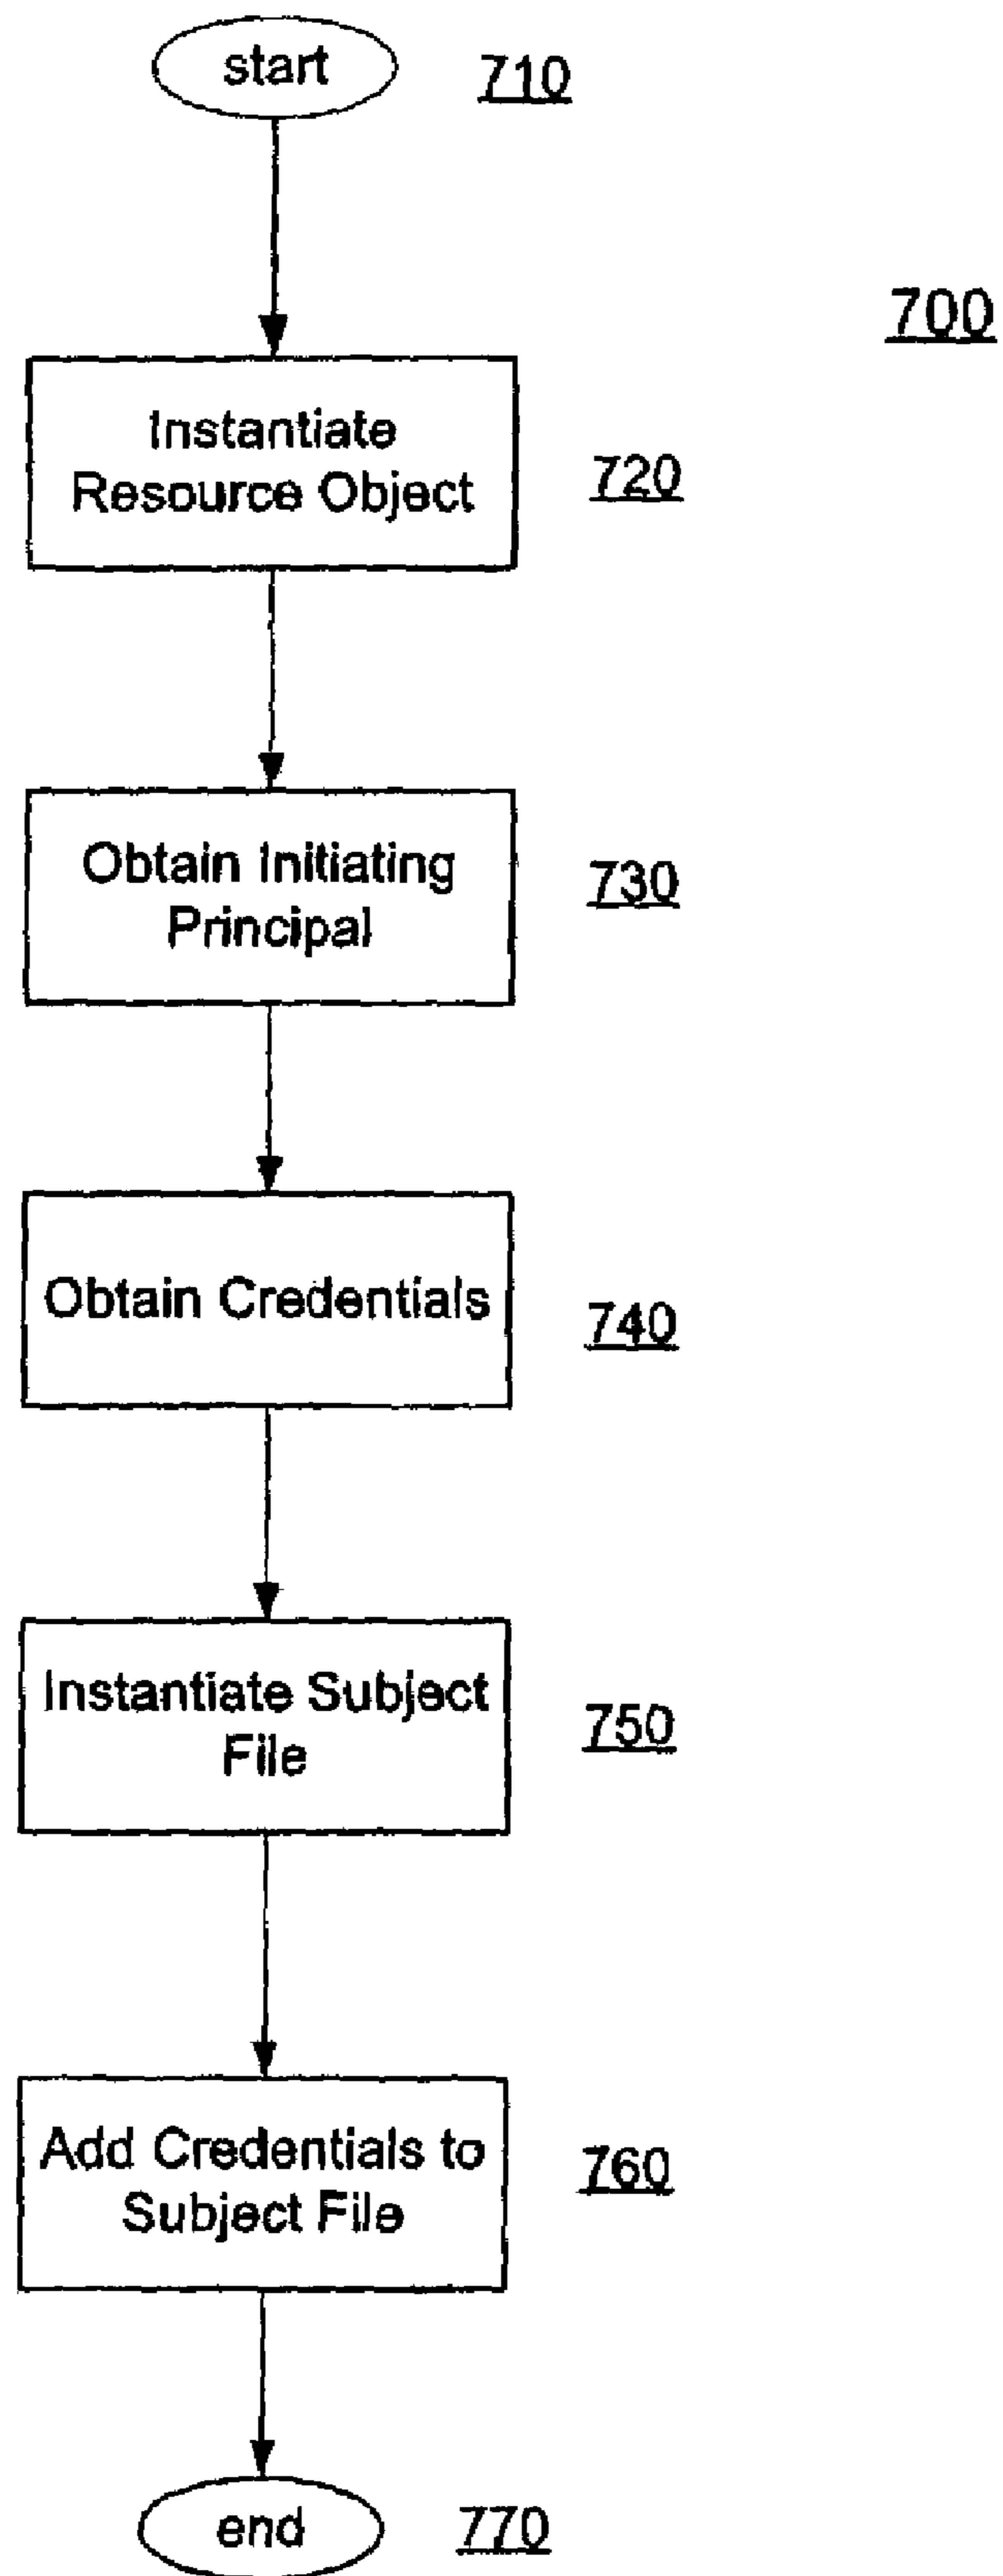 start
710
700
Instantiate
Resource Object
720
Obtain Initiating
Principal
730
Obtain Credentials
740
Instantiate Subject
File
750
Add Credentials to
Subject File
760
end
770